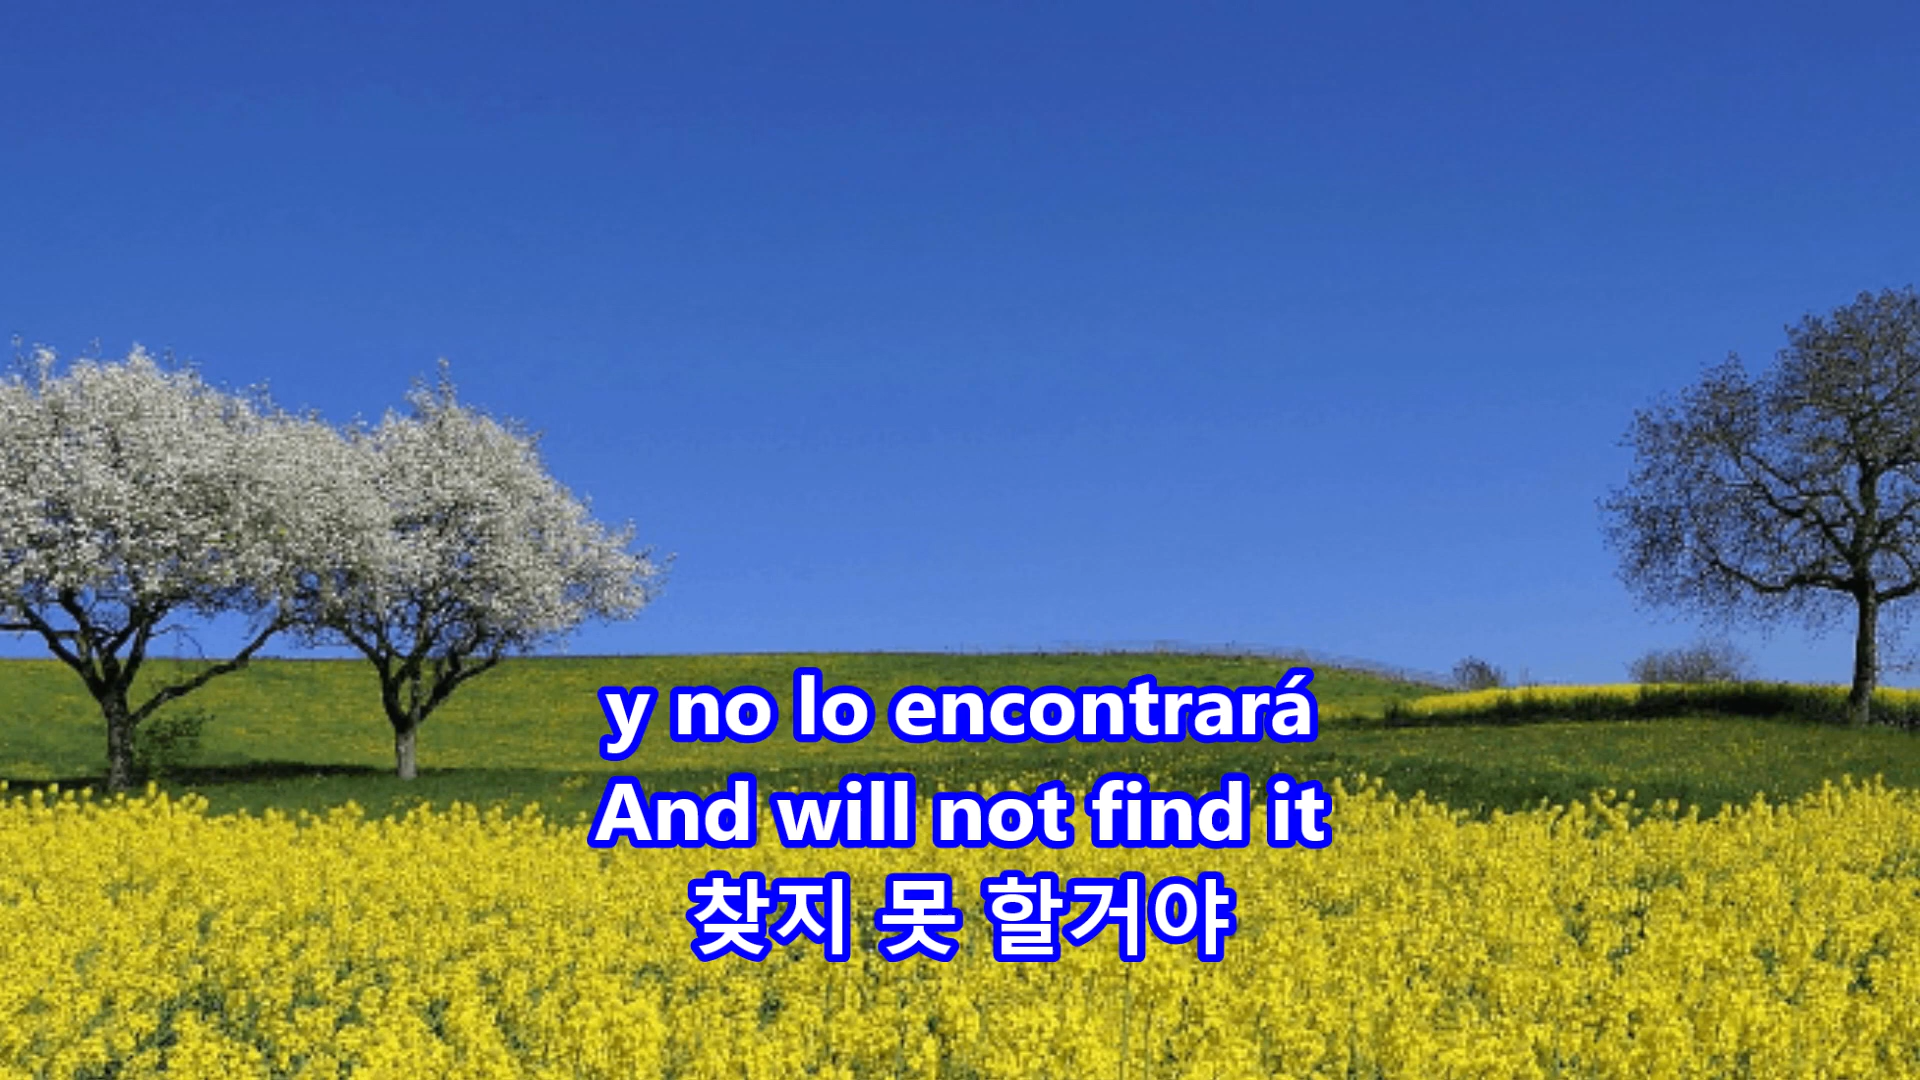 y no lo encontrará
And will not find it
찾지 못 할거야